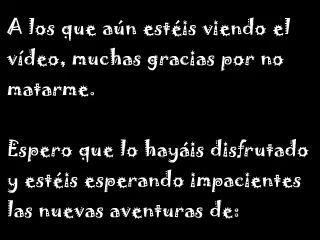 A los que aún estéis viendo el
vídeo, muchas gracias por no
matarme.
Espero que lo hayáis disfrutado
y estéis esperando impacientes
las nuevas aventuras de: